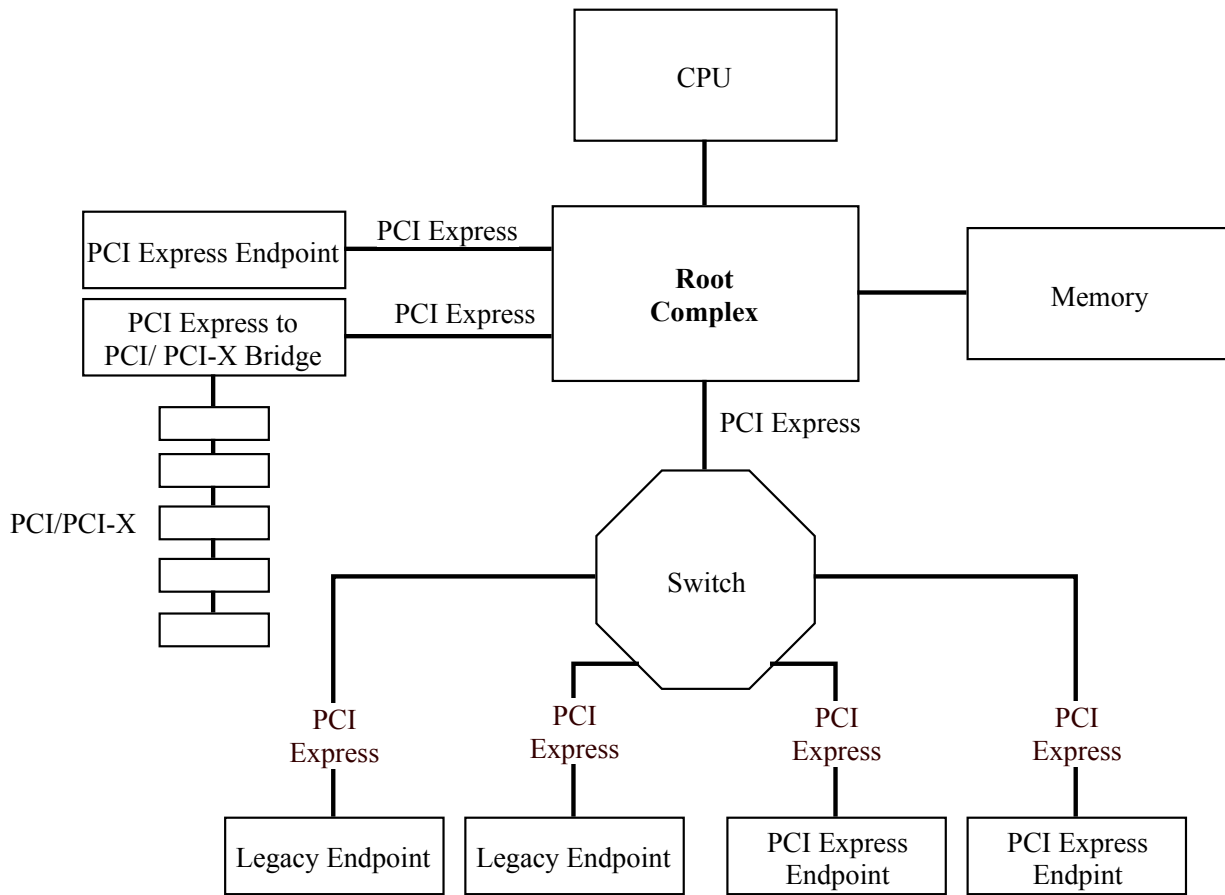 CPU
PCI Express
PCI Express Endpoint
Root
Complex
Memory
PCI Express
PCI Express to
PCI/ PCI-X Bridge
PCI Express
PCI/PCI-X
Switch
PCI
Express
PCI
Express
PCI
Express
PCI
Express
Legacy Endpoint
Legacy Endpoint
PCI Express
Endpoint
PCI Express
Endpint